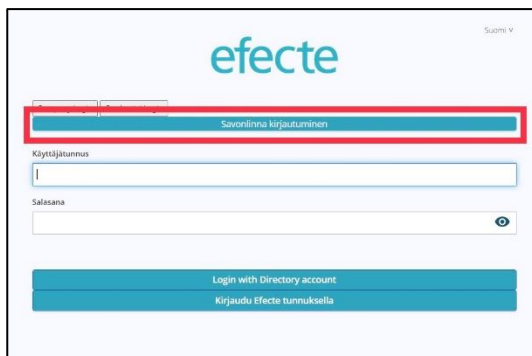 Suomi ˅
efecte
Savonlinna kirjautuminen
Käyttäjätunnus
Salasana
Login with Directory account
Kirjaudu Efecte tunnuksella